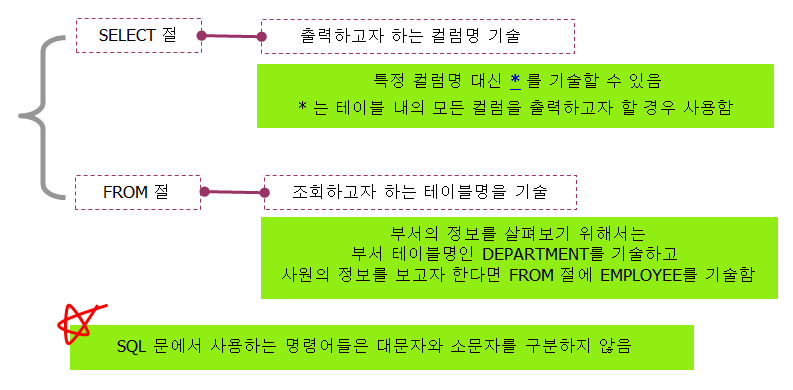 SELECT 절
출력하고자 하는 컬럼명 기술
특정 컬럼명 대신 * 를 기술할 수 있음
* 는 테이블 내의 모든 컬럼을 출력하고자 할 경우 사용함
FROM 절
조회하고자 하는 테이블명을 기술
부서의 정보를 살펴보기 위해서는
부서 테이블명인 DEPARTMENT를 기술하고
사원의 정보를 보고자 한다면 FROM 절에 EMPLOYEE를 기술함
SQL 문에서 사용하는 명령어들은 대문자와 소문자를 구분하지 않음